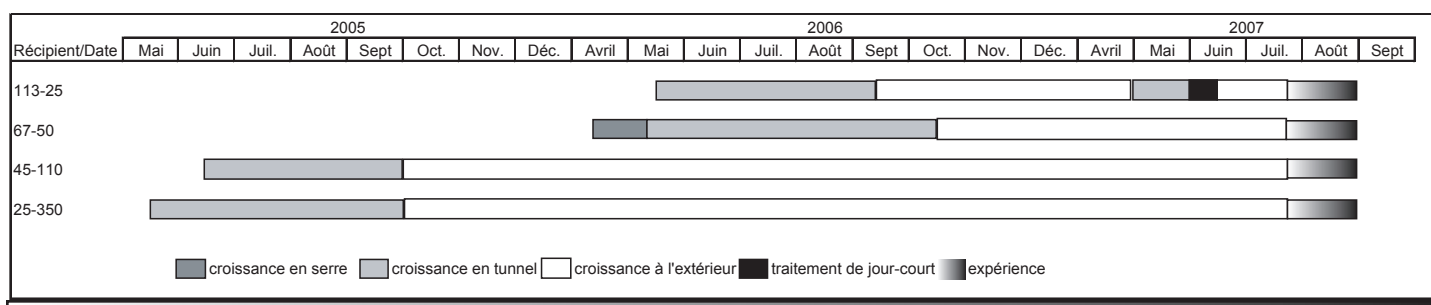 2005 2006 2007
Récipient/Date Mai Juin Juil. Août Sept Oct. Nov. Déc. Avril Mai Juin Juil. Août Sept Oct. Nov. Déc. Avril Mai Juin Juil. Août Sept
113-25
67-50
45-110
25-350
croissance en serre croissance en tunnel croissance à l'extérieur traitement de jour-court expérience